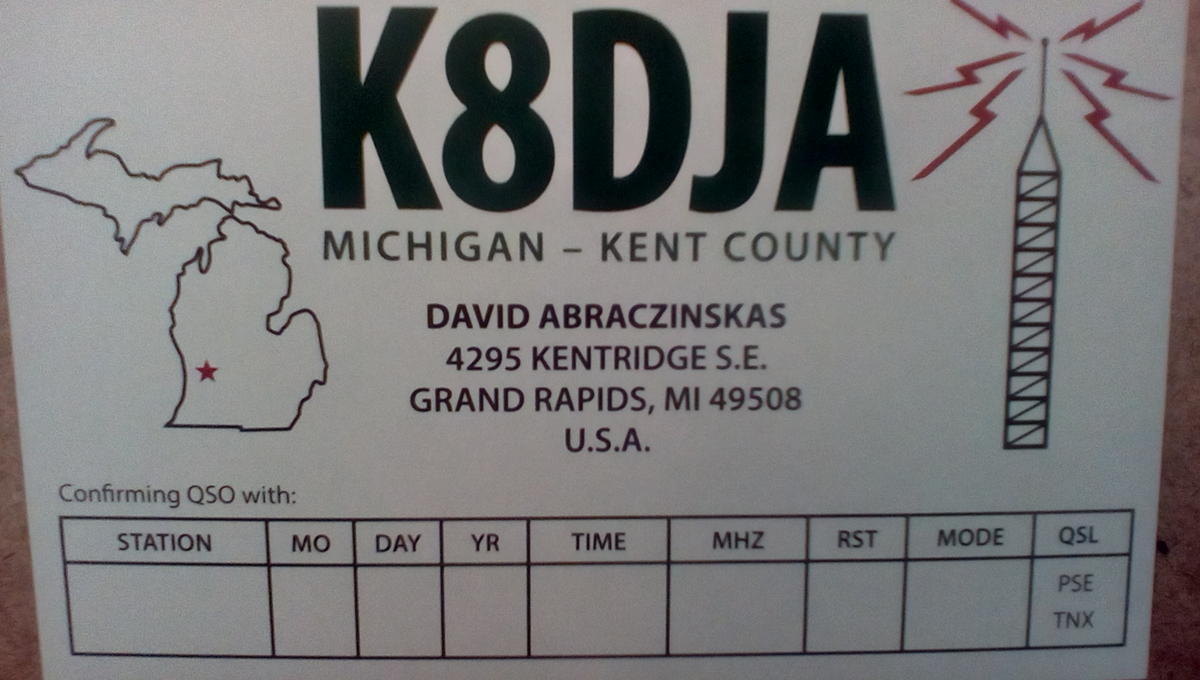 K8DJA
MICHIGAN – KENT COUNTY
DAVID ABRACZINSKAS
4295 KENTRIDGE S.E.
GRAND RAPIDS, MI 49508
U.S.A.
Confirming QSO with:
STATION MO DAY YR TIME MHZ RST MODE QSL
PSE
TNX